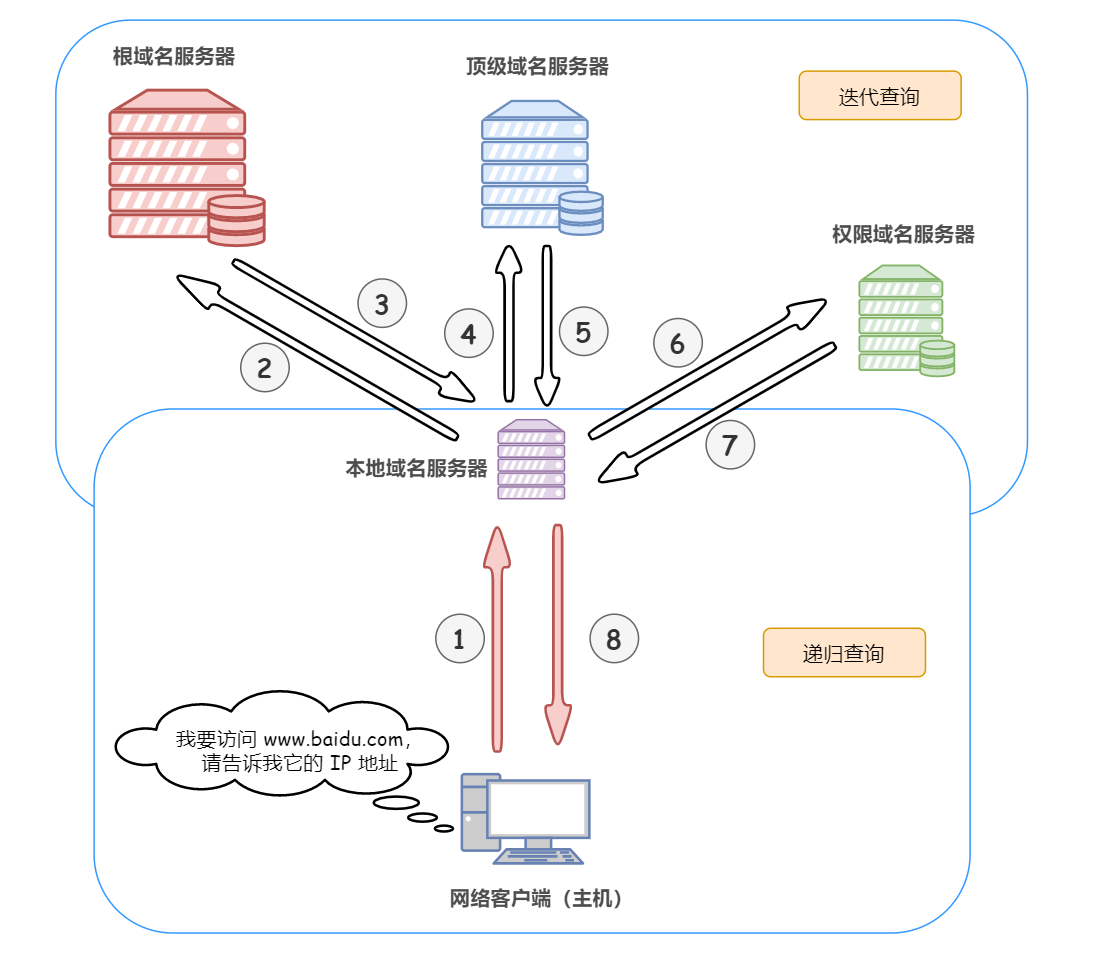 根域名服务器
顶级域名服务器
迭代查询
权限域名服务器
3
4
5
6
2
7
本地域名服务器
1
8
递归查询
我要访问 www.baidu.com，
请告诉我它的 IP 地址
网络客户端（主机）